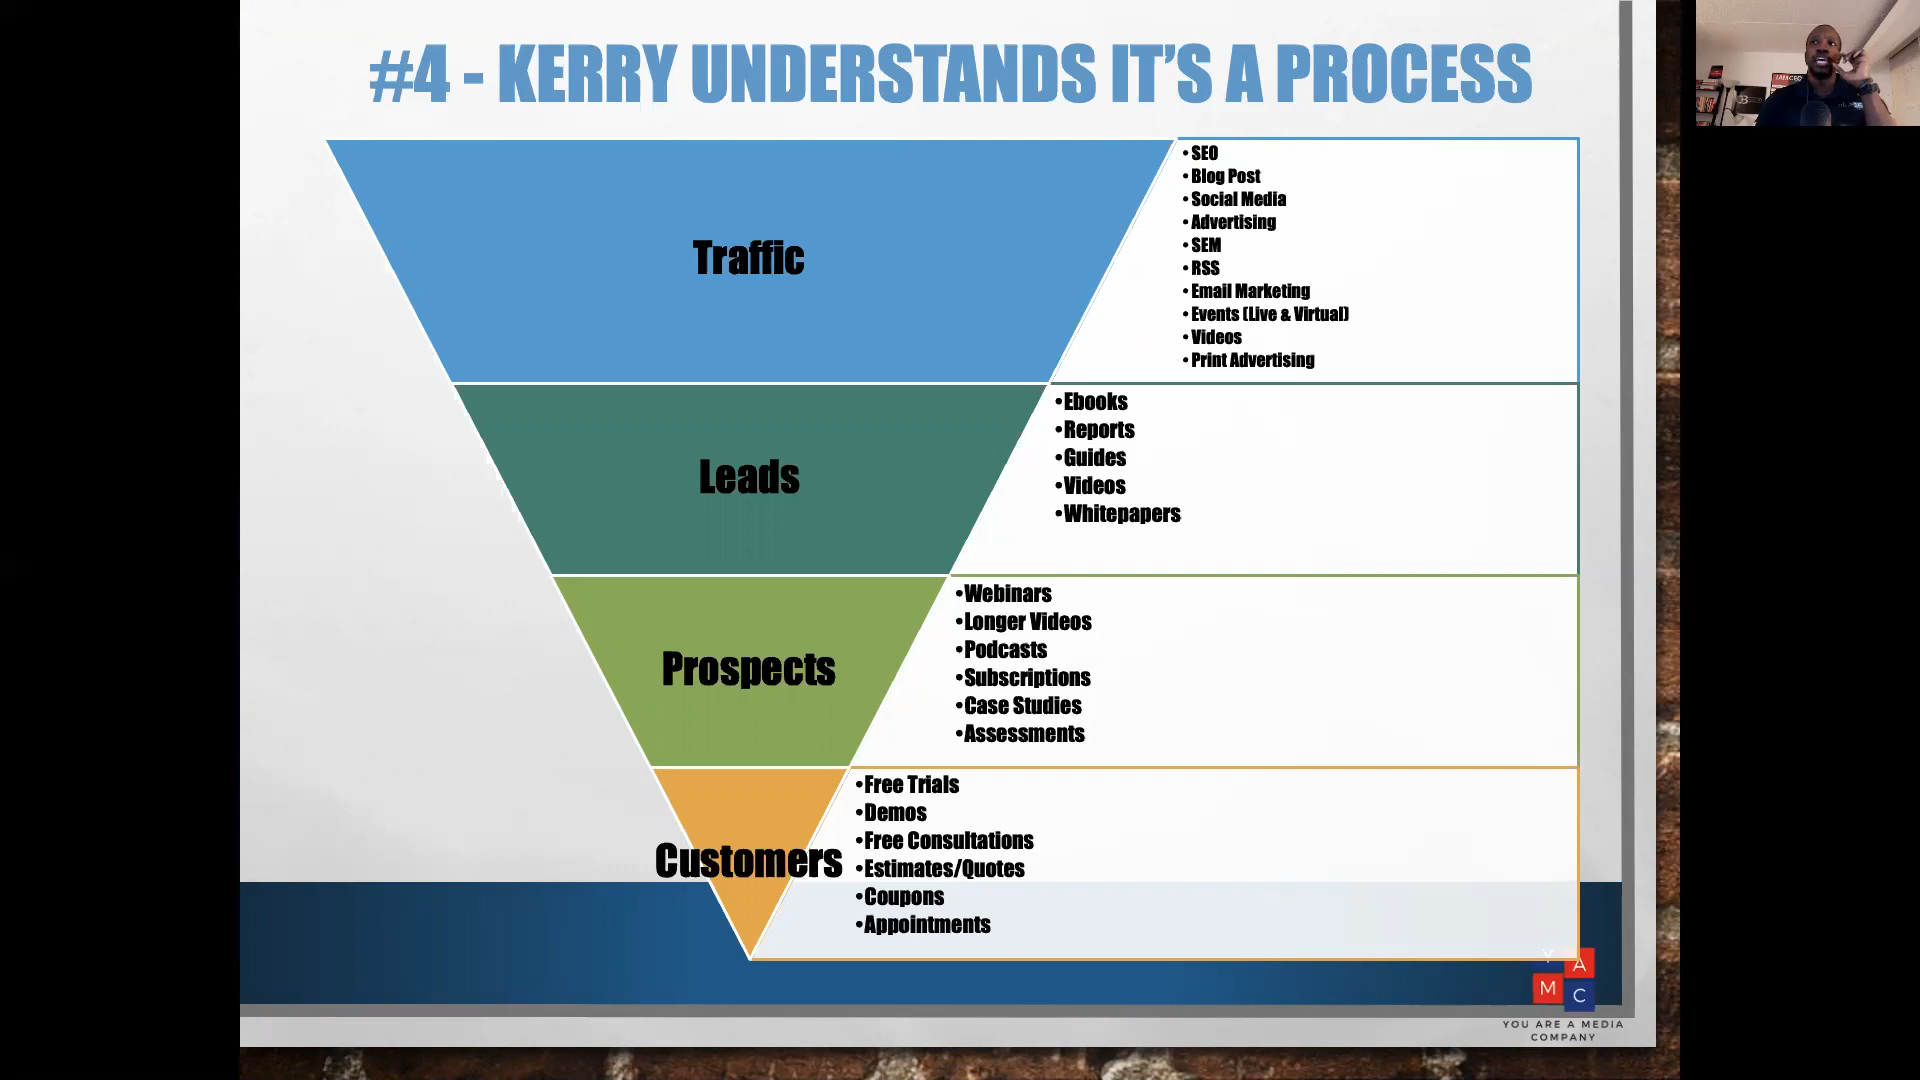 #4 - KERRY UNDERSTANDS IT’S A PROCESS
Traffic
• SEO
• Blog Post
• Social Media
• Advertising
• SEM
• RSS
• Email Marketing
• Events (Live & Virtual)
• Videos
• Print Advertising
Leads
•Ebooks
•Reports
•Guides
•Videos
•Whitepapers
Prospects
•Webinars
•Longer Videos
•Podcasts
•Subscriptions
•Case Studies
•Assessments
Customers
•Free Trials
•Demos
•Free Consultations
•Estimates/Quotes
•Coupons
•Appointments
Y A
M C
YOU ARE A MEDIA
COMPANY
I AM CEO